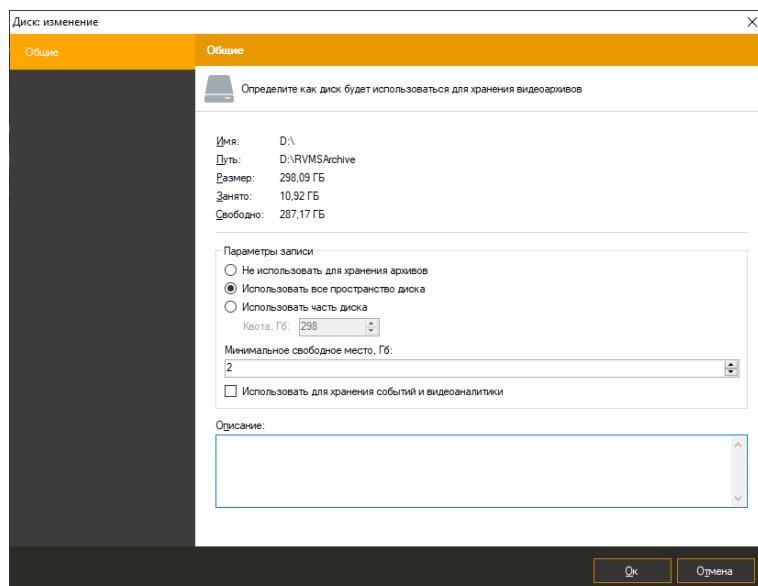 Диск: изменение
Общие
Общие
Определите как диск будет использоваться для хранения видеоархивов
Имя: D:\
Путь: D:\RVMSArchive
Размер: 298,09 ГБ
Занято: 10,92 ГБ
Свободно: 287,17 ГБ
Параметры записи
Не использовать для хранения архивов
Использовать все пространство диска
Использовать часть диска
Квота, Гб: 298
Минимальное свободное место, Гб:
2
Использовать для хранения событий и видеоаналитики
Описание:
Ок Отмена